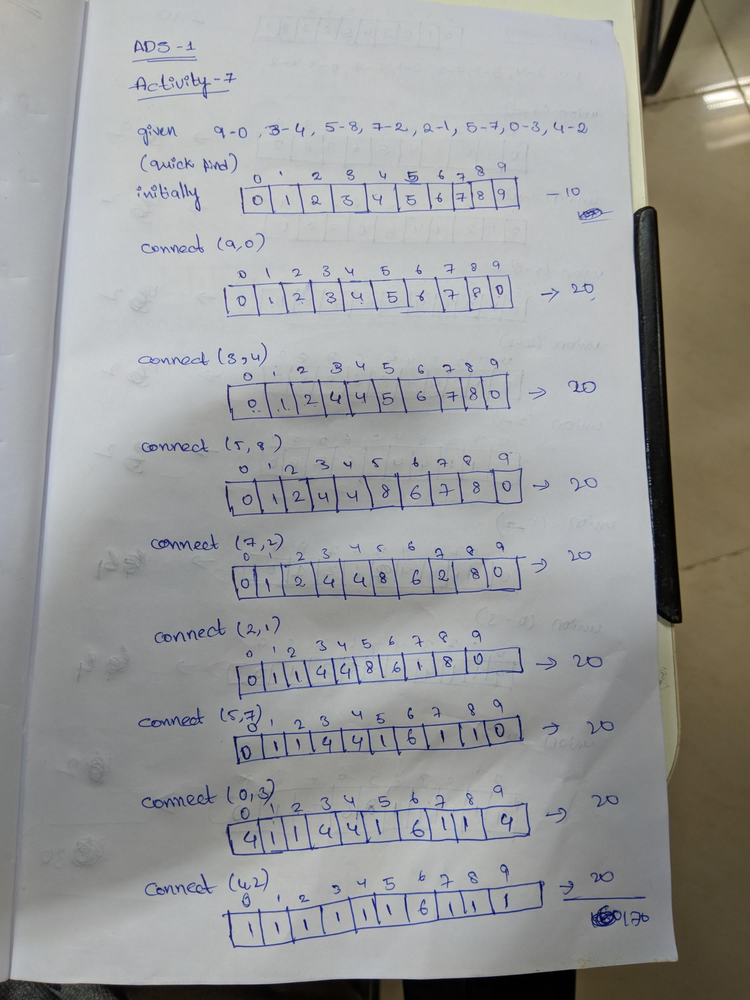 ADS-1
Activity-7
given 9-0, 3-4, 5-8, 7-2, 2-1, 5-7, 0-3, 4-2
(quick find)
0 1 2 3 4 5 6 7 8 9
initially 0 1 2 3 4 5 6 7 8 9 - 10
connect (9,0)
0 1 2 3 4 5 6 7 8 9
0 1 2 3 4 5 6 7 8 0 → 20
connect (3,4)
0 1 2 3 4 5 6 7 8 9
0 1 2 4 4 5 6 7 8 0 → 20
connect (5,8)
0 1 2 3 4 5 6 7 8 9
0 1 2 4 4 8 6 7 8 0 → 20
connect (7,2)
0 1 2 3 4 5 6 7 8 9
0 1 2 4 4 8 6 2 8 0 → 20
connect (2,1)
0 1 2 3 4 5 6 7 8 9
0 1 1 4 4 8 6 1 8 0 → 20
connect (5,7)
0 1 2 3 4 5 6 7 8 9
0 1 1 4 4 1 6 1 1 0 → 20
connect (0,3)
0 1 2 3 4 5 6 7 8 9
4 1 1 4 4 1 6 1 1 4 → 20
connect (4,2)
0 1 2 3 4 5 6 7 8 9
1 1 1 1 1 1 6 1 1 1 → 20
170